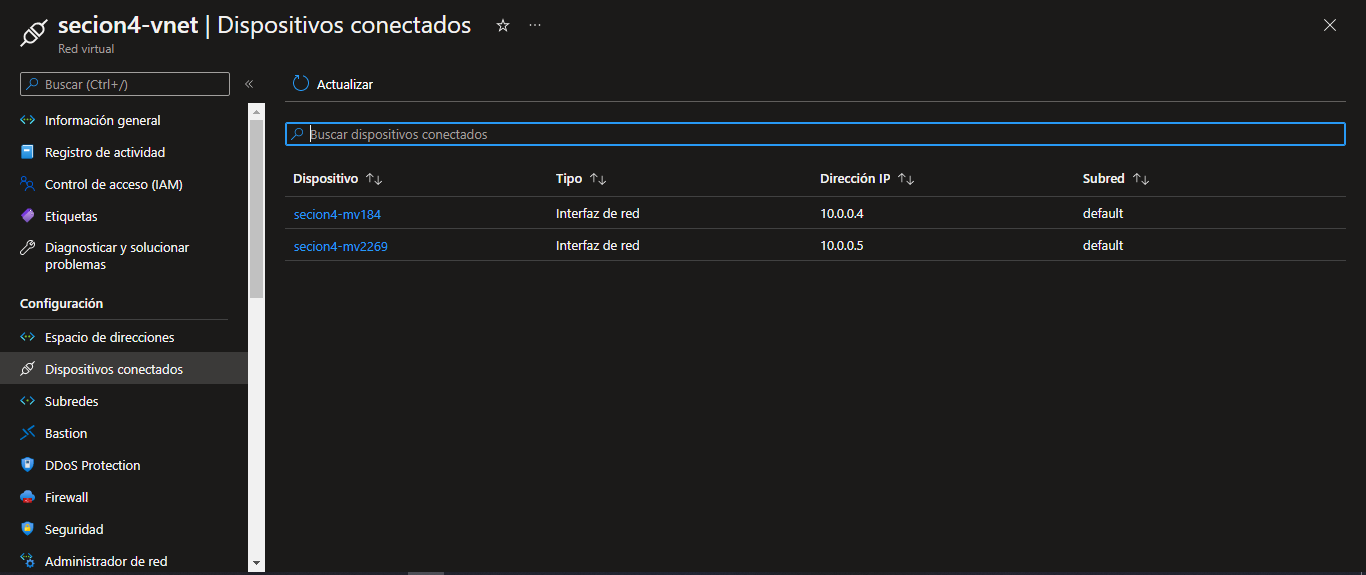 secion4-vnet | Dispositivos conectados
Red virtual
Buscar (Ctrl+/)
Información general
Registro de actividad
Control de acceso (IAM)
Etiquetas
Diagnosticar y solucionar
problemas
Configuración
Espacio de direcciones
Dispositivos conectados
Subredes
Bastion
DDoS Protection
Firewall
Seguridad
Administrador de red
Actualizar
Buscar dispositivos conectados
Dispositivo Tipo Dirección IP Subred
secion4-mv184 Interfaz de red 10.0.0.4 default
secion4-mv2269 Interfaz de red 10.0.0.5 default